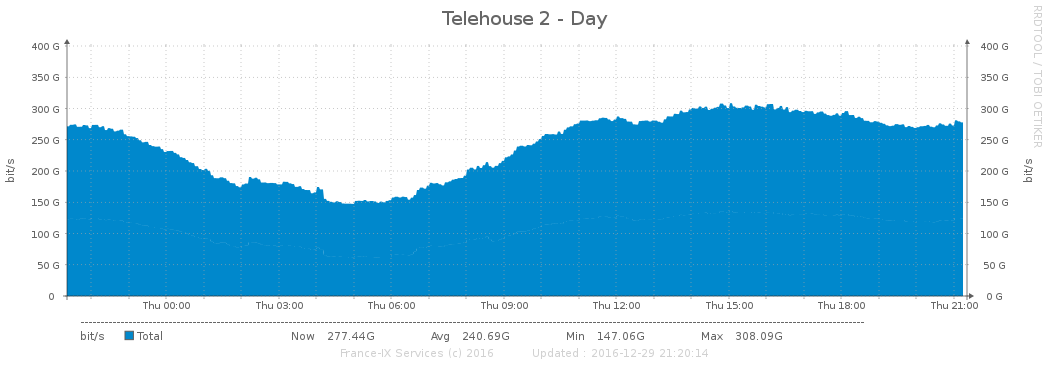 Telehouse 2 - Day
RRDTOOL / TOBI OETIKER
bit/s
400 G 400 G
350 G 350 G
300 G 300 G
250 G 250 G
200 G 200 G
150 G 150 G
100 G 100 G
50 G 50 G
0 0 G
bit/s
Thu 00:00 Thu 03:00 Thu 06:00 Thu 09:00 Thu 12:00 Thu 15:00 Thu 18:00 Thu 21:00
bit/s Total Now 277.44G Avg 240.69G Min 147.06G Max 308.09G
France-IX Services (c) 2016 Updated : 2016-12-29 21:20:14